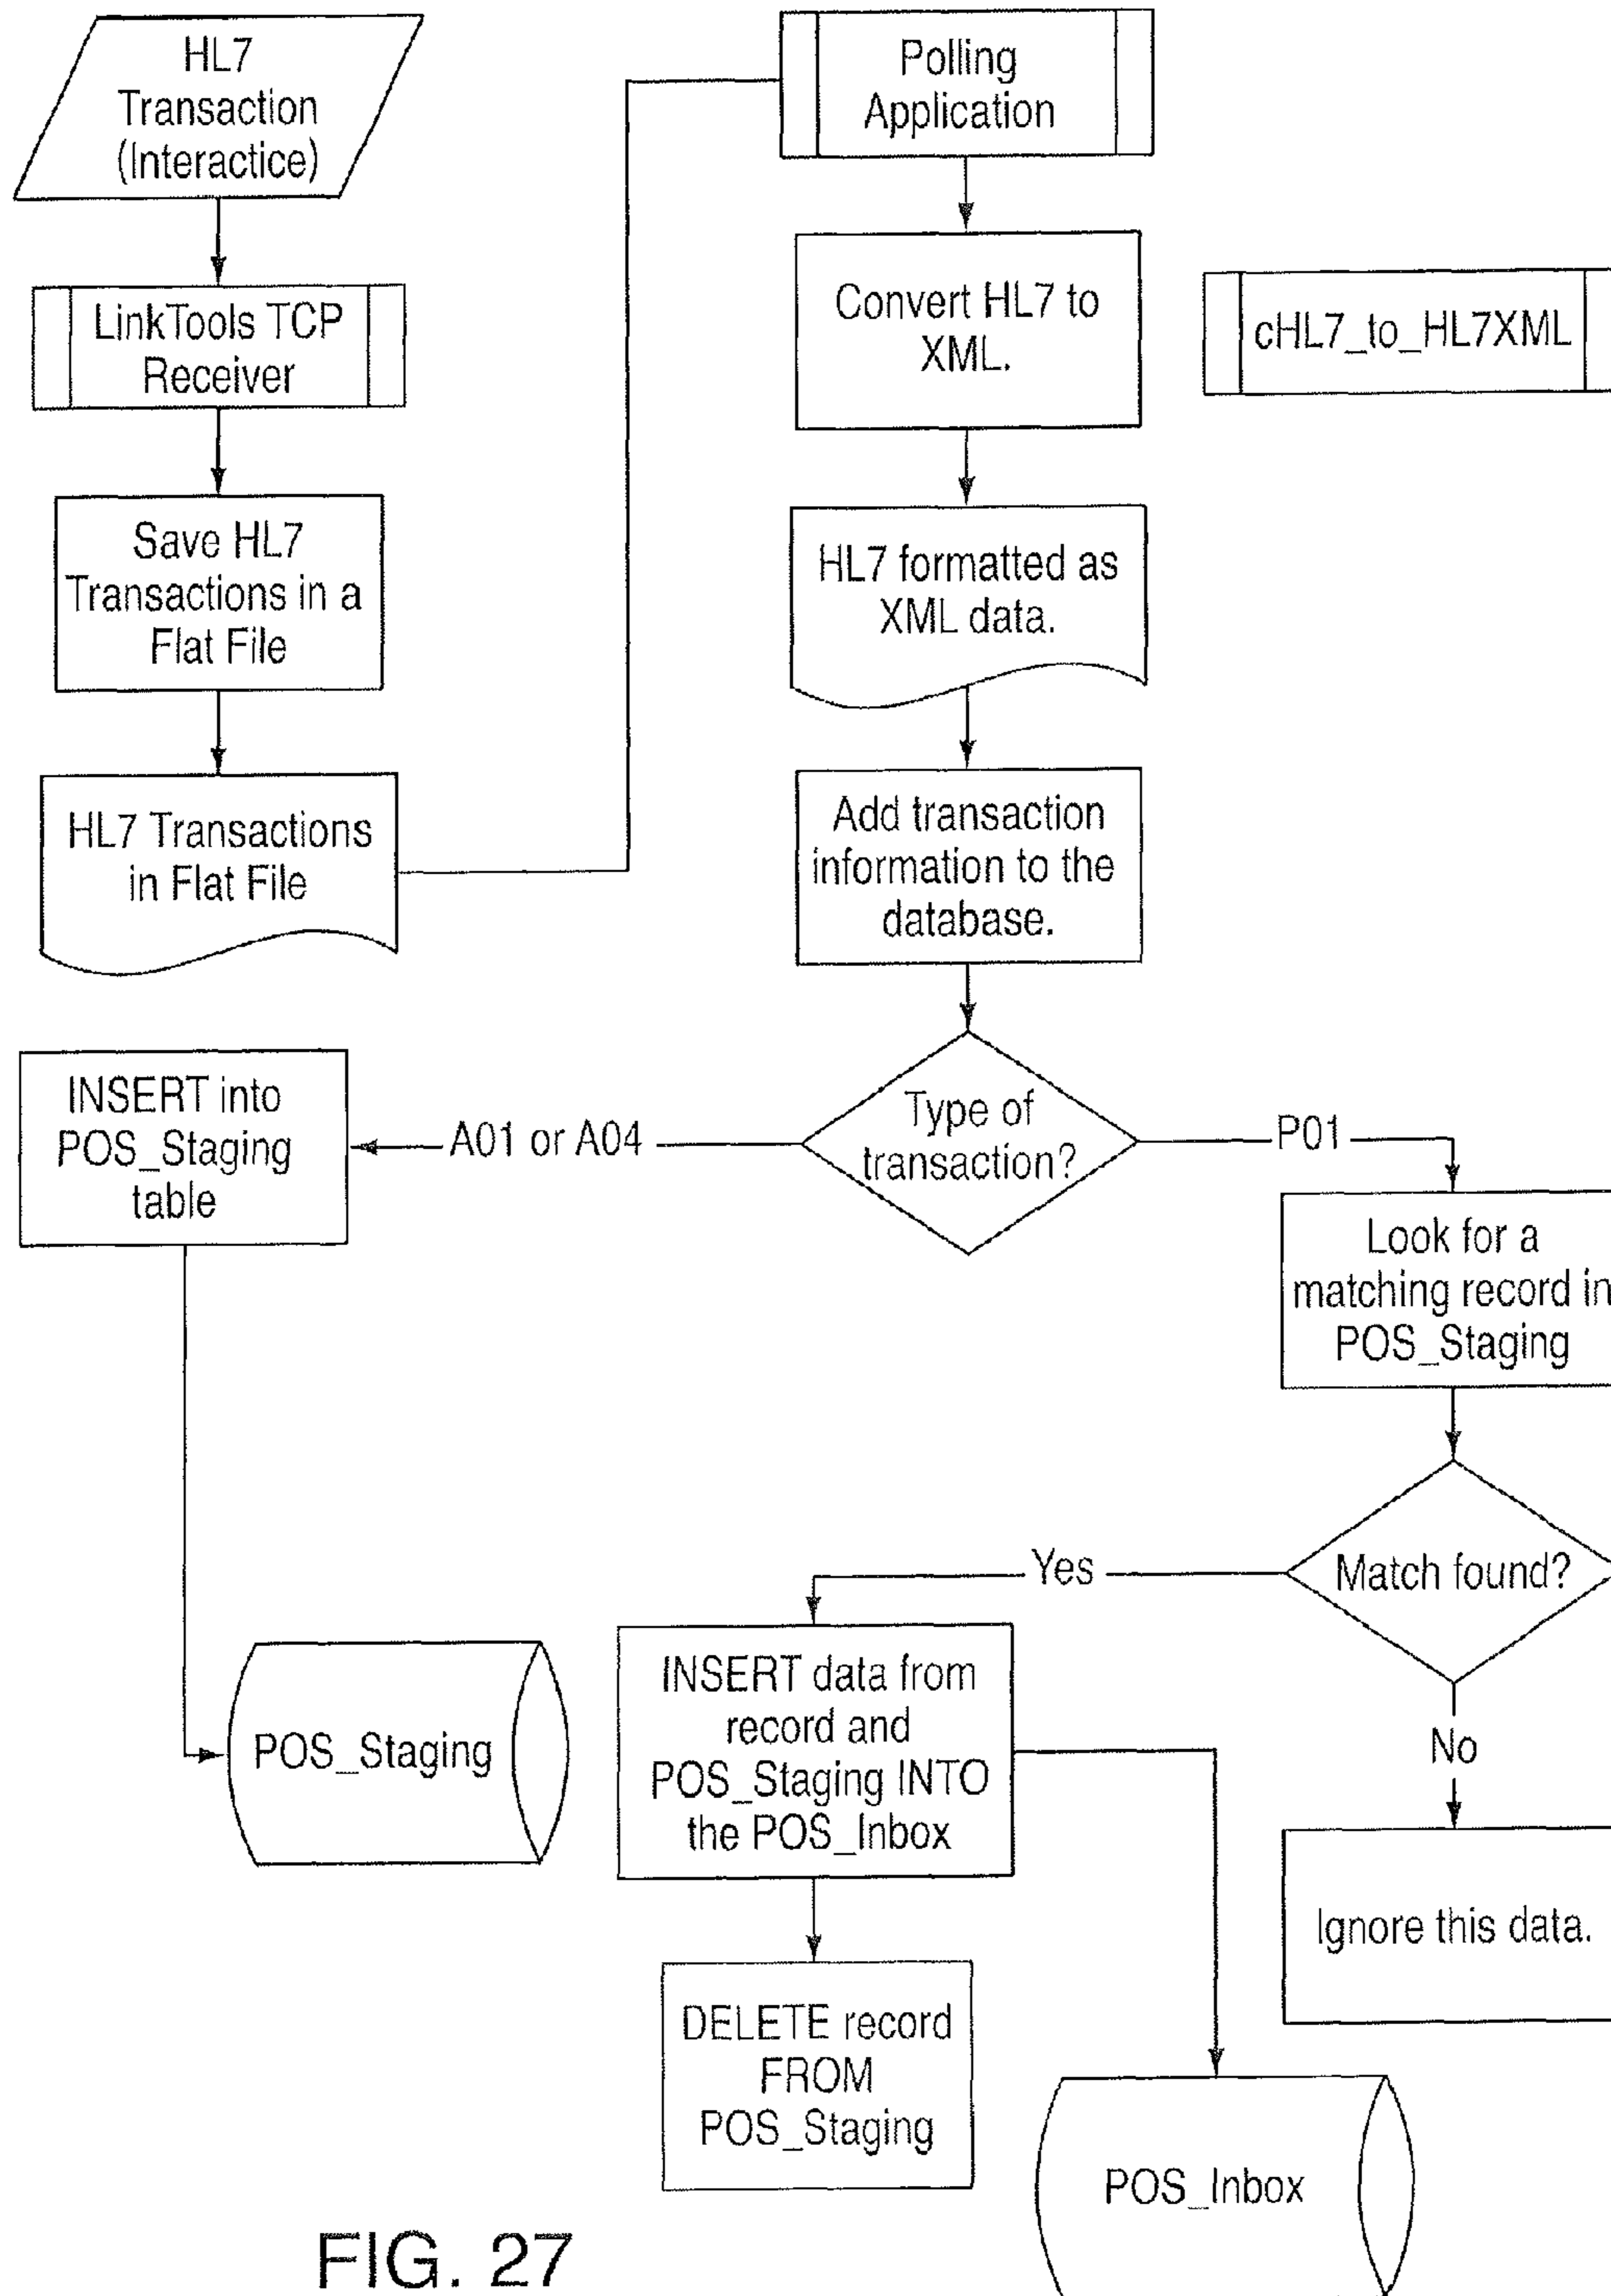 HL7
Transaction
(Interactice)
LinkTools TCP
Receiver
Save HL7
Transactions in a
Flat File
HL7 Transactions
in Flat File
Polling
Application
Convert HL7 to
XML.
cHL7_to_HL7XML
HL7 formatted as
XML data.
Add transaction
information to the
database.
Type of
transaction?
A01 or A04
INSERT into
POS_Staging
table
POS_Staging
P01
Look for a
matching record in
POS_Staging
Match found?
Yes
INSERT data from
record and
POS_Staging INTO
the POS_Inbox
DELETE record
FROM
POS_Staging
POS_Inbox
No
Ignore this data.
FIG. 27